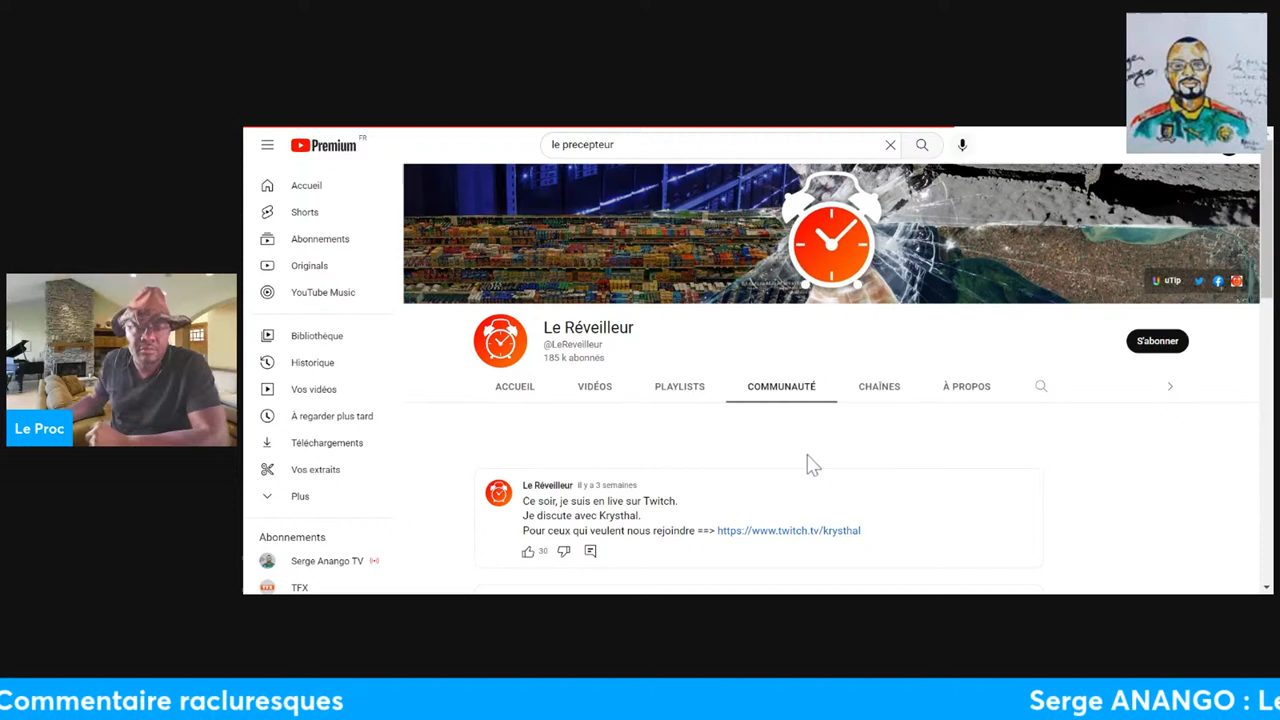 Premium FR
le precepteur
Accueil
Shorts
Abonnements
Originals
YouTube Music
Bibliothèque
Historique
Vos vidéos
À regarder plus tard
Téléchargements
Vos extraits
Plus
Abonnements
Serge Anango TV
TFX
uTip
Le Réveilleur
@LeReveilleur
185 k abonnés
S'abonner
ACCUEIL VIDÉOS PLAYLISTS COMMUNAUTÉ CHAÎNES À PROPOS
Le Réveilleur il y a 3 semaines
Ce soir, je suis en live sur Twitch.
Je discute avec Krysthal.
Pour ceux qui veulent nous rejoindre ==> https://www.twitch.tv/krysthal
30
Le Proc
Commentaire racluresques
Serge ANANGO : Le